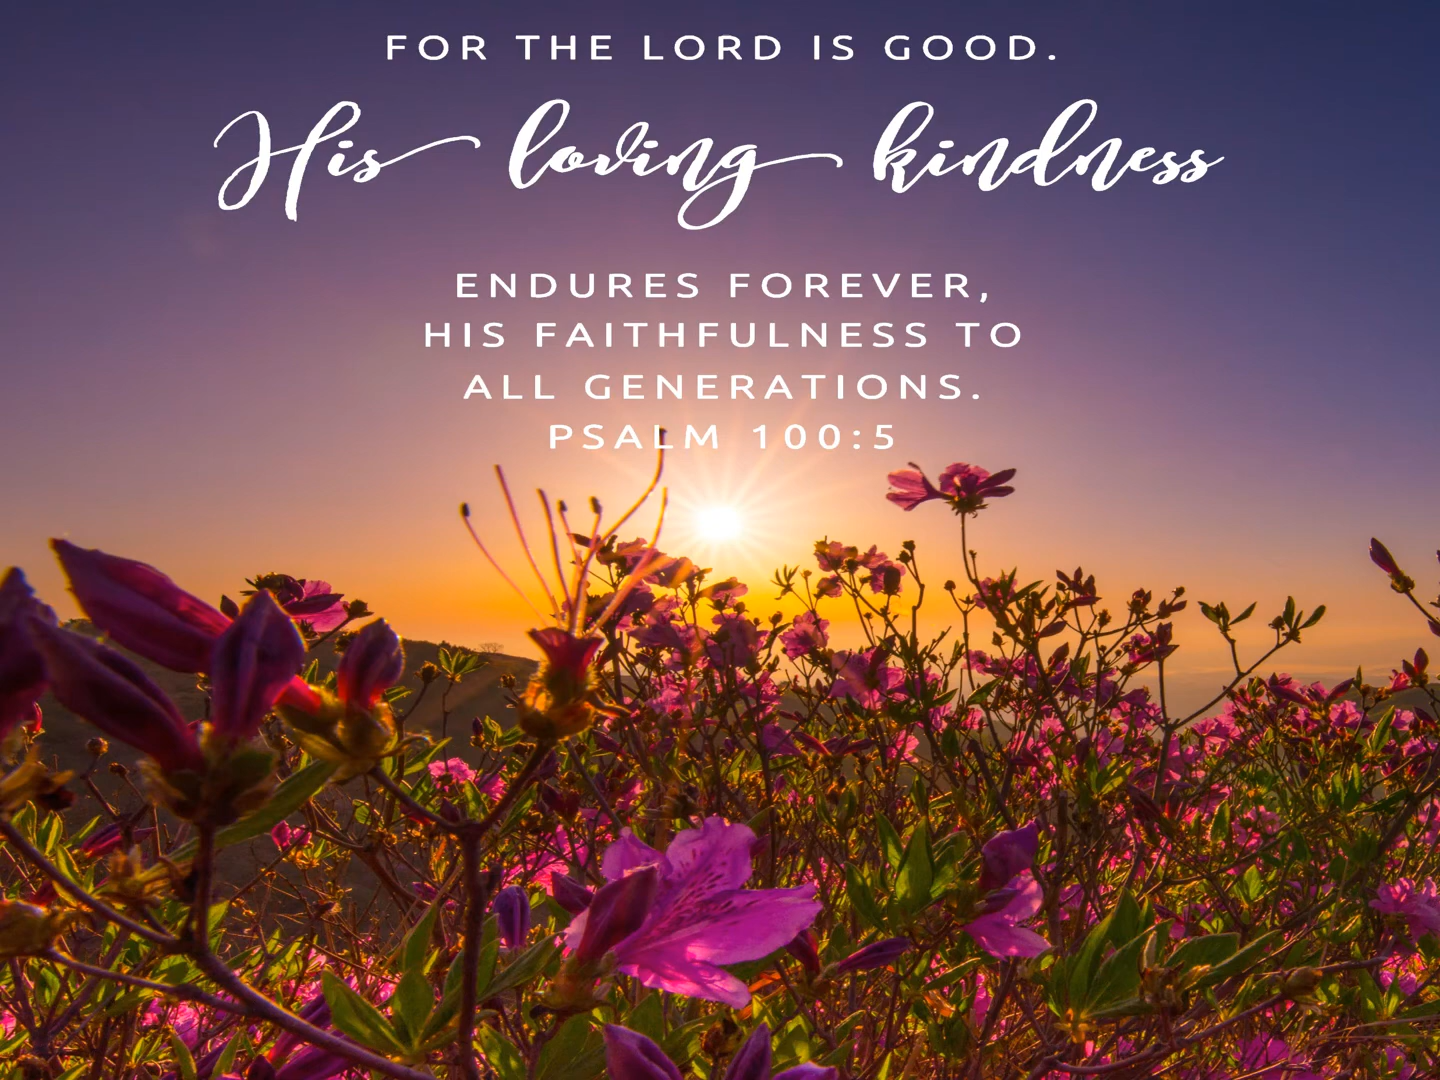 FOR THE LORD IS GOOD.
His loving kindness
ENDURES FOREVER,
HIS FAITHFULNESS TO
ALL GENERATIONS.
PSALM 100:5